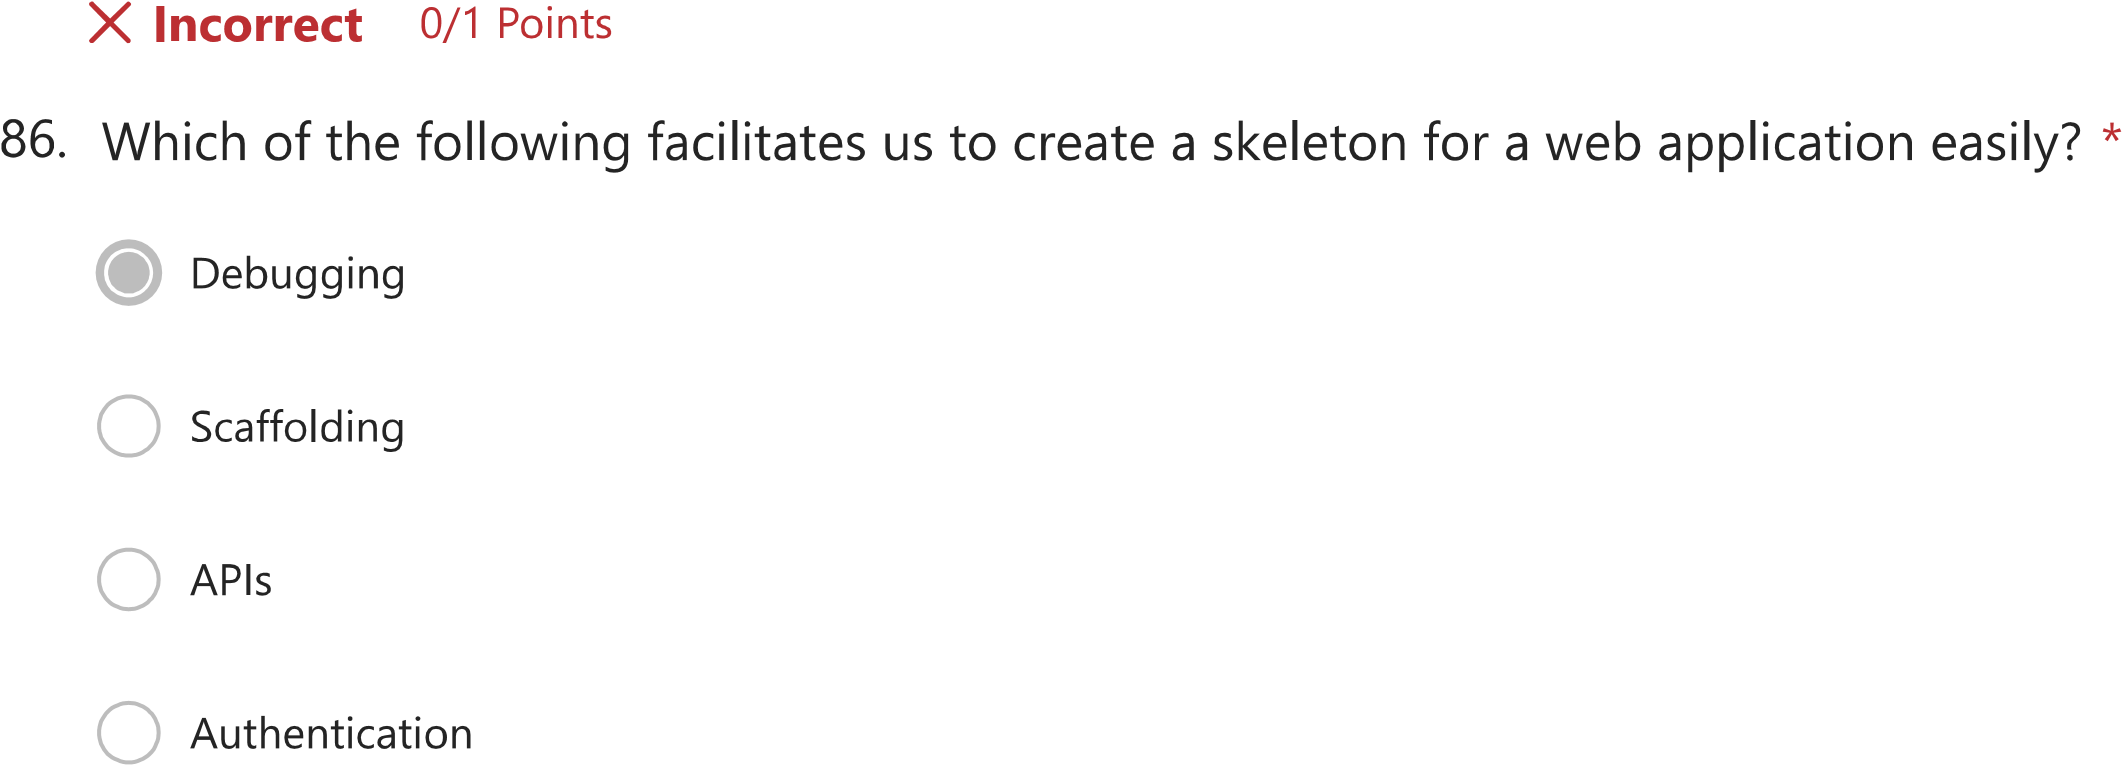 Incorrect 0/1 Points
86. Which of the following facilitates us to create a skeleton for a web application easily? *
Debugging
Scaffolding
APIs
Authentication